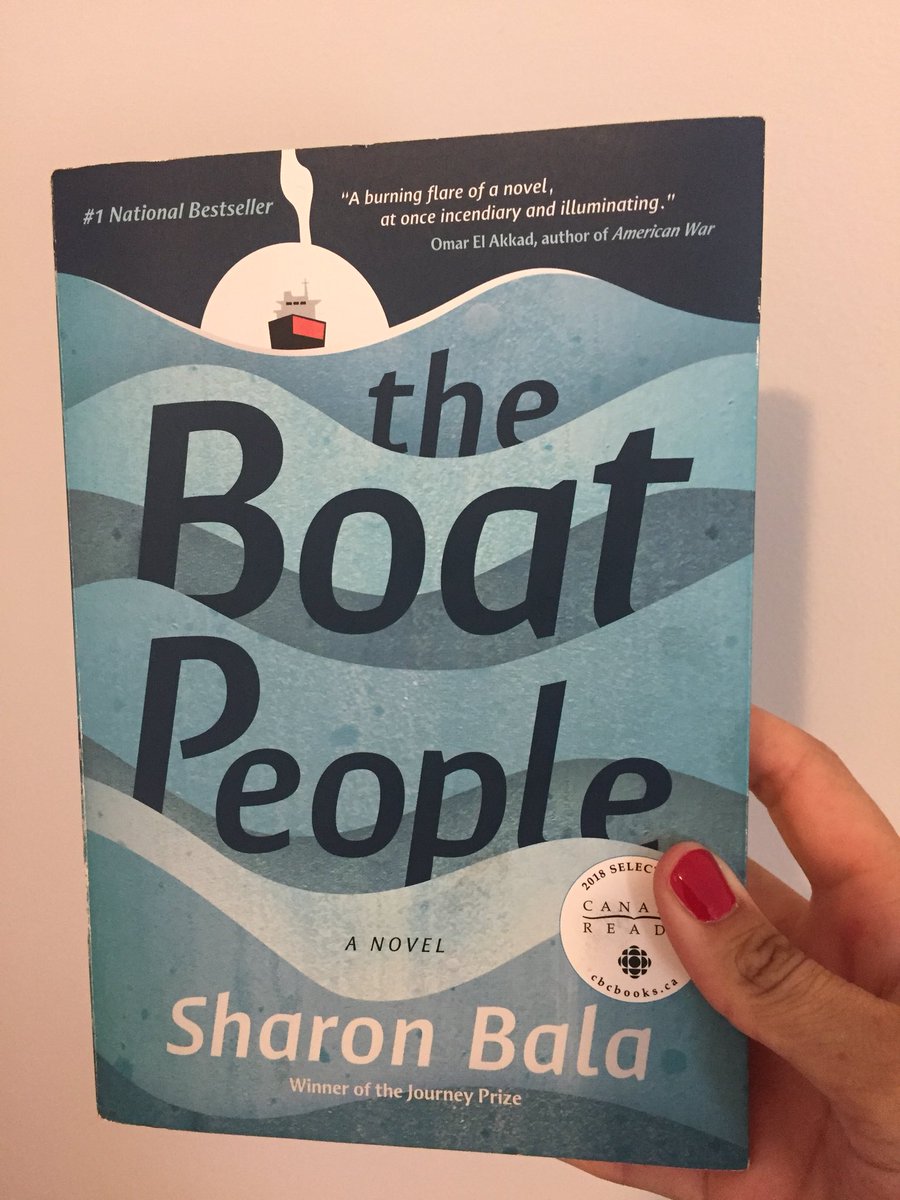 #1 National Bestseller
"A burning flare of a novel,
at once incendiary and illuminating."
Omar El Akkad, author of American War
the
Boat
People
A NOVEL
2018
CANA
READ
cbcbooks.ca
Sharon Bala
Winner of the Journey Prize